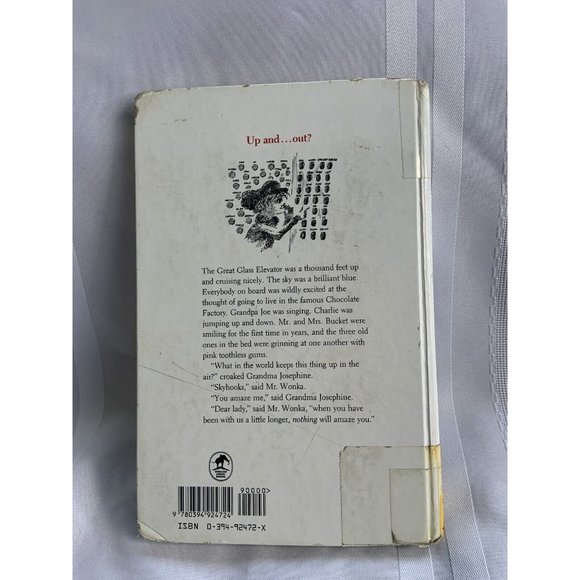 Up and...out?
The Great Glass Elevator was a thousand feet up
and cruising nicely. The sky was a brilliant blue.
Everybody on board was wildly excited at the
thought of going to live in the famous Chocolate
Factory. Grandpa Joe was singing. Charlie was
jumping up and down. Mr. and Mrs. Bucket were
smiling for the first time in years, and the three old
ones in the bed were grinning at one another with
pink toothless gums.
"What in the world keeps this thing up in the
air?" croaked Grandma Josephine.
"Skyhooks," said Mr. Wonka.
"You amaze me," said Grandma Josephine.
"Dear lady," said Mr. Wonka, "when you have
been with us a little longer, nothing will amaze you."
90000>
9 780394 924724
ISBN 0-394-92472-X